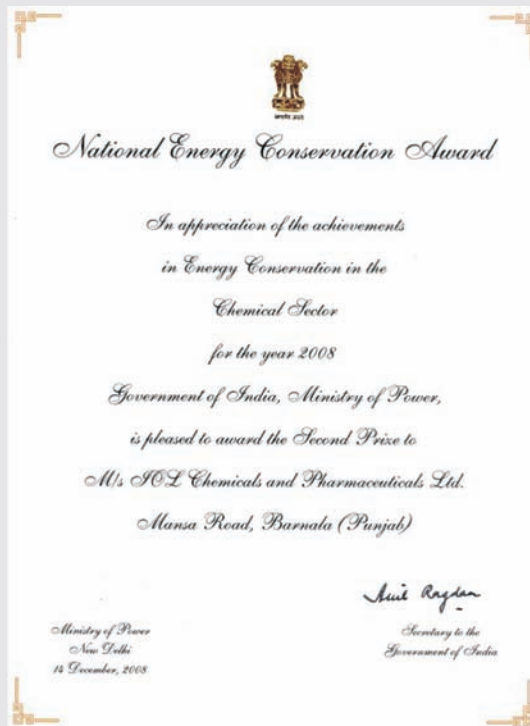 National Energy Conservation Award
In appreciation of the achievements
in Energy Conservation in the
Chemical Sector
for the year 2008
Government of India, Ministry of Power,
is pleased to award the Second Prize to
M/s IOL Chemicals and Pharmaceuticals Ltd.
Mansa Road, Barnala (Punjab)
Ministry of Power
New Delhi
14 December, 2008
Secretary to the
Government of India